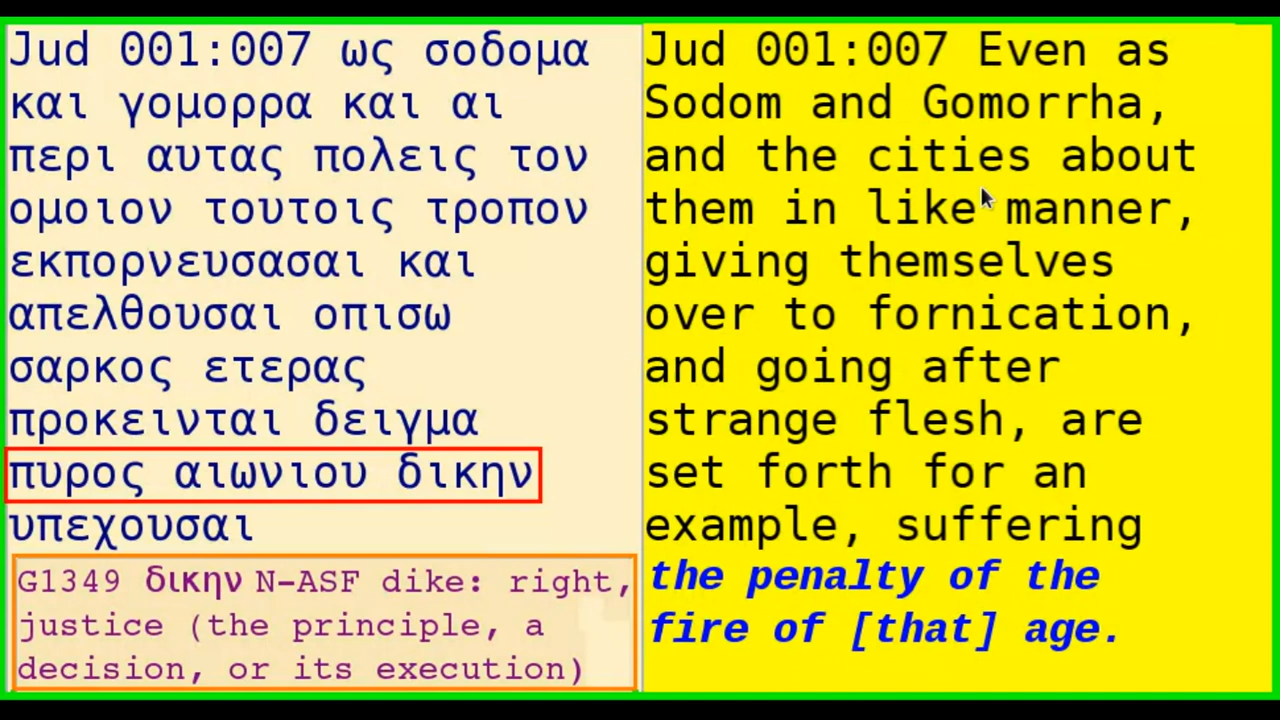 Jud 001:007 ως σοδομα
και γομορρα και αι
περι αυτας πολεις τον
ομοιον τουτοις τροπον
εκπορνευσασαι και
απελθουσαι οπισω
σαρκος ετερας
προκεινται δειγμα
πυρος αιωνιου δικην
υπεχουσαι
G1349 δικην N-ASF dike: right,
justice (the principle, a
decision, or its execution)
Jud 001:007 Even as
Sodom and Gomorrha,
and the cities about
them in like manner,
giving themselves
over to fornication,
and going after
strange flesh, are
set forth for an
example, suffering
the penalty of the
fire of [that] age.